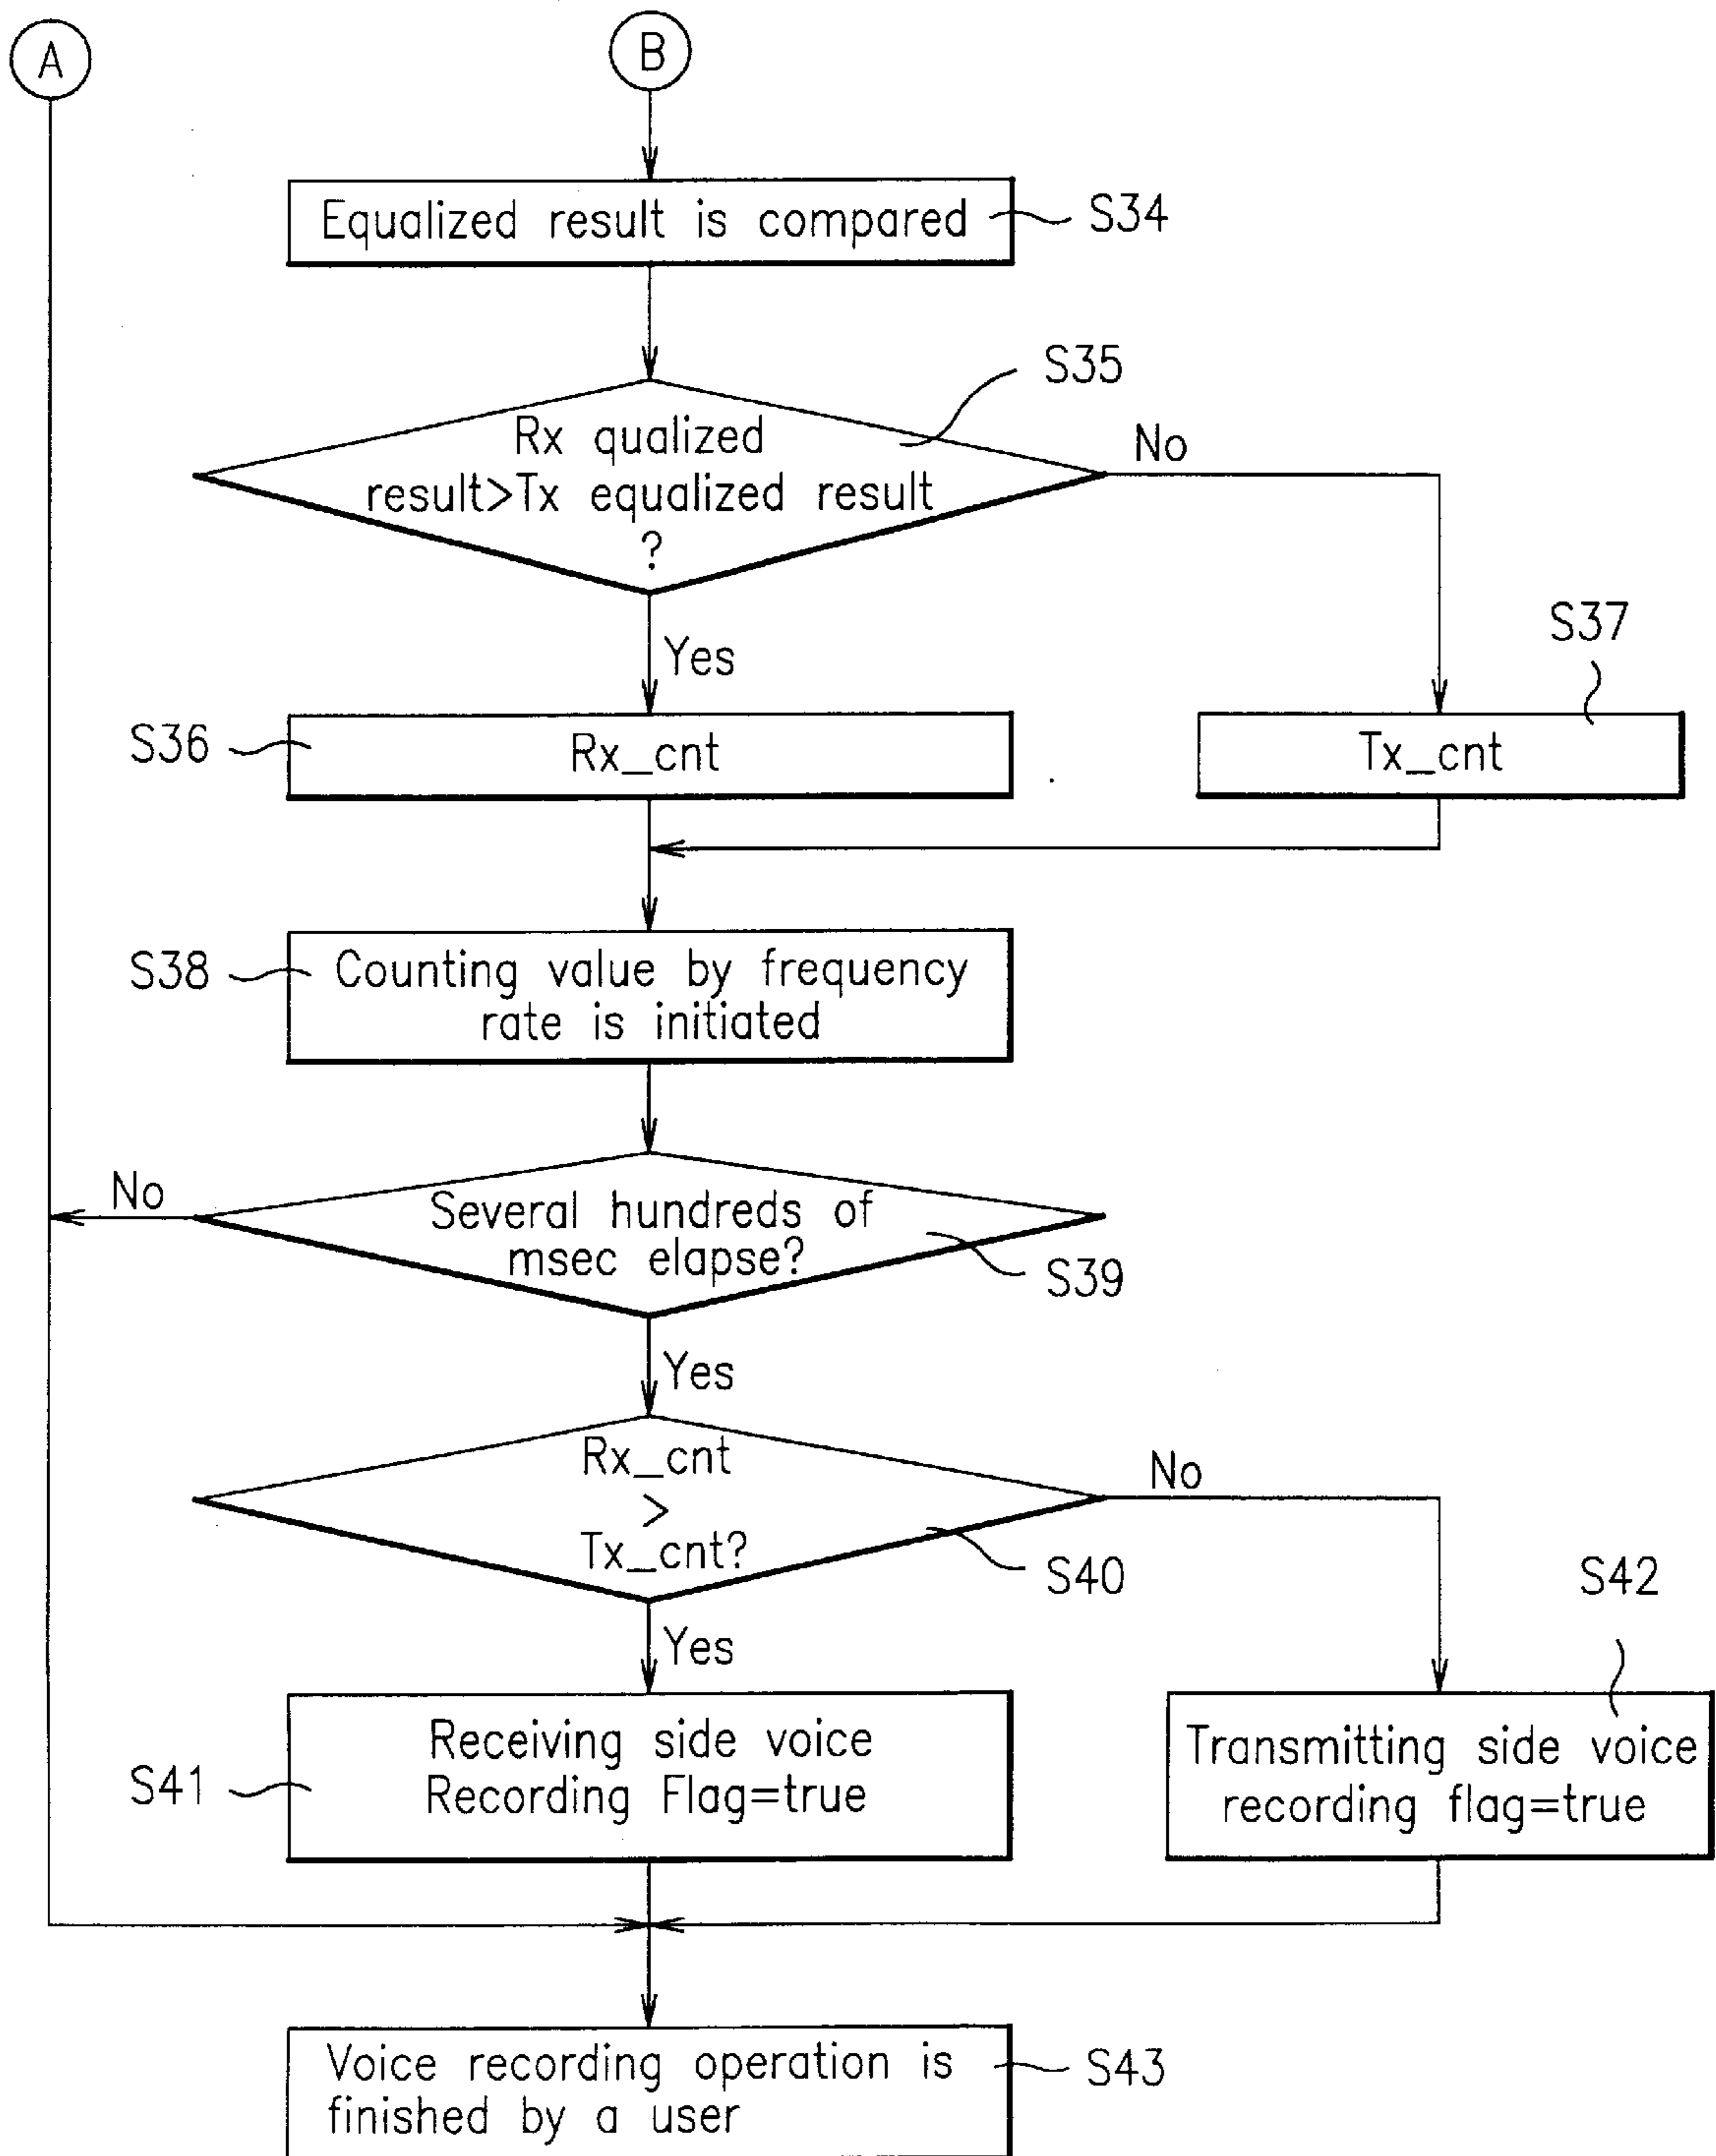 A
B
Equalized result is compared
S34
S35
Rx qualized
result>Tx equalized result
?
No
Yes
S37
S36
Rx_cnt
Tx_cnt
S38
Counting value by frequency
rate is initiated
No
Several hundreds of
msec elapse?
S39
Yes
Rx_cnt
>
Tx_cnt?
No
S40
S42
Yes
S41
Receiving side voice
Recording Flag=true
Transmitting side voice
recording flag=true
Voice recording operation is
finished by a user
S43